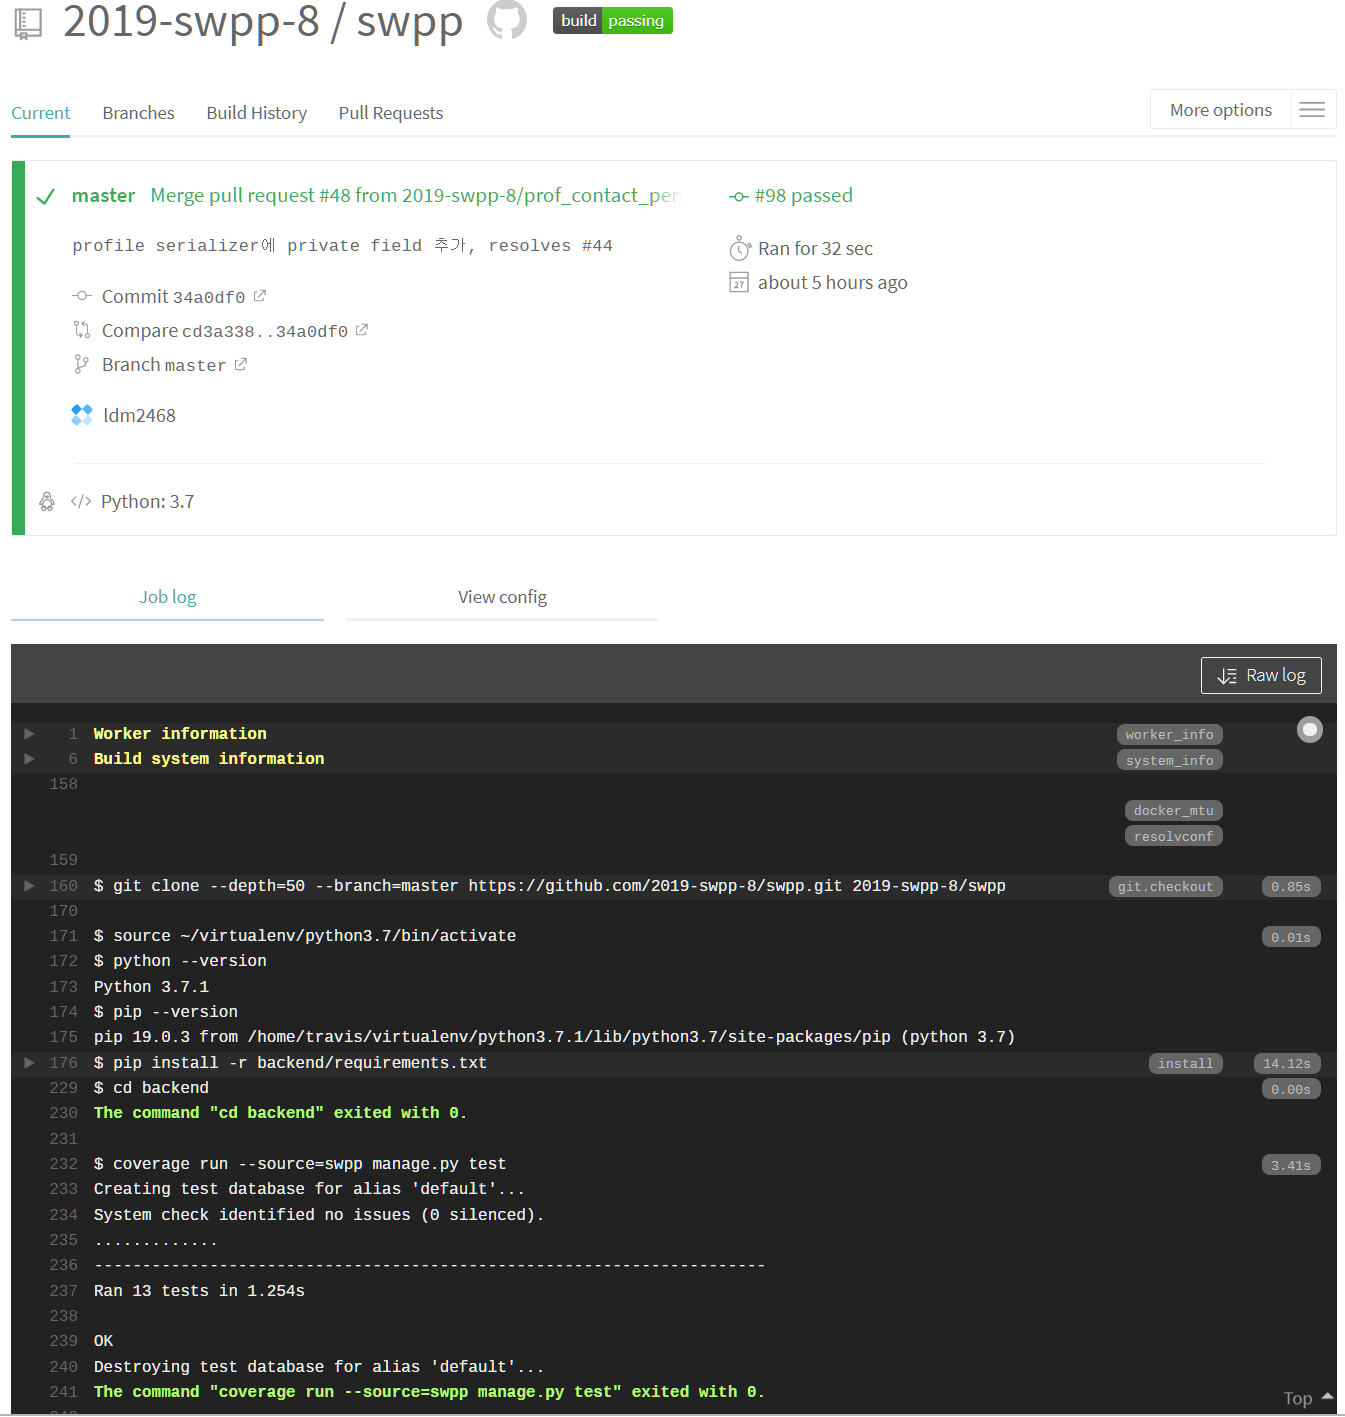 2019-swpp-8 / swpp
build passing
Current Branches Build History Pull Requests
More options
master Merge pull request #48 from 2019-swpp-8/prof_contact_per
#98 passed
profile serializer에 private field 추가, resolves #44
Ran for 32 sec
Commit 34a0df0
about 5 hours ago
Compare cd3a338..34a0df0
Branch master
ldm2468
</> Python: 3.7
Job log View config
Raw log
1 Worker information worker_info
6 Build system information system_info
158
docker_mtu
resolvconf
159
160 $ git clone --depth=50 --branch=master https://github.com/2019-swpp-8/swpp.git 2019-swpp-8/swpp git.checkout 0.85s
170
171 $ source ~/virtualenv/python3.7/bin/activate 0.01s
172 $ python --version
173 Python 3.7.1
174 $ pip --version
175 pip 19.0.3 from /home/travis/virtualenv/python3.7.1/lib/python3.7/site-packages/pip (python 3.7)
176 $ pip install -r backend/requirements.txt install 14.12s
229 $ cd backend 0.00s
230 The command "cd backend" exited with 0.
231
232 $ coverage run --source=swpp manage.py test 3.41s
233 Creating test database for alias 'default'...
234 System check identified no issues (0 silenced).
235 .............
236 ----------------------------------------------------------------------
237 Ran 13 tests in 1.254s
238
239 OK
240 Destroying test database for alias 'default'...
241 The command "coverage run --source=swpp manage.py test" exited with 0.
Top